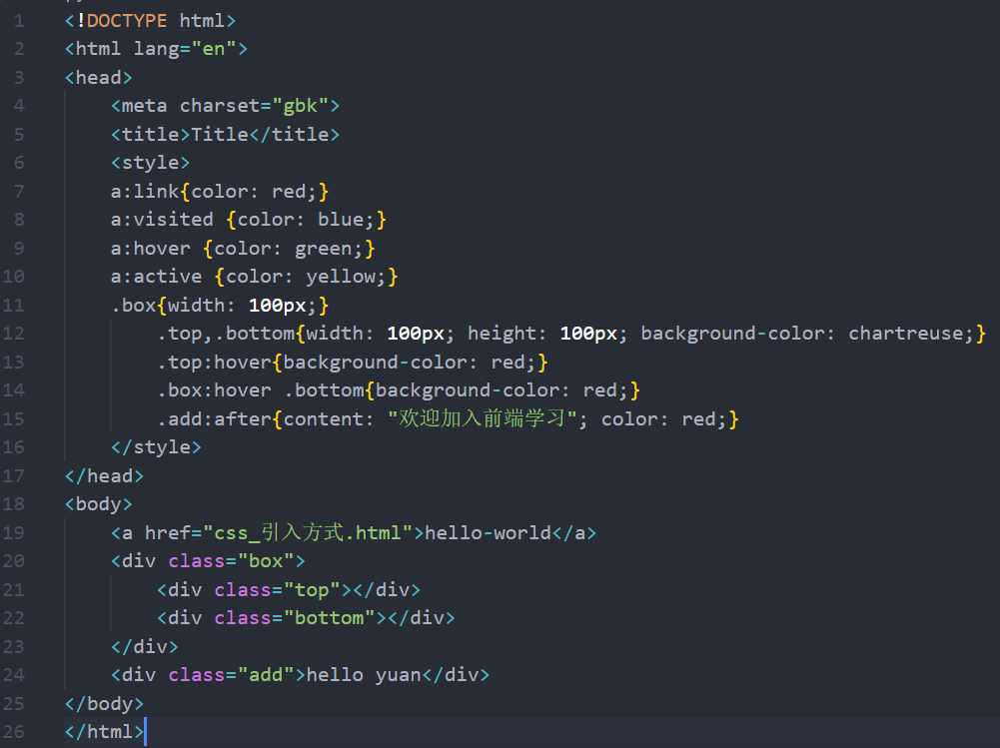 1 <!DOCTYPE html>
2 <html lang="en">
3 <head>
4     <meta charset="gbk">
5     <title>Title</title>
6     <style>
7     a:link{color: red;}
8     a:visited {color: blue;}
9     a:hover {color: green;}
10     a:active {color: yellow;}
11     .box{width: 100px;}
12         .top,.bottom{width: 100px; height: 100px; background-color: chartreuse;}
13         .top:hover{background-color: red;}
14         .box:hover .bottom{background-color: red;}
15         .add:after{content: "欢迎加入前端学习"; color: red;}
16     </style>
17 </head>
18 <body>
19     <a href="css_引入方式.html">hello-world</a>
20     <div class="box">
21         <div class="top"></div>
22         <div class="bottom"></div>
23     </div>
24     <div class="add">hello yuan</div>
25 </body>
26 </html>